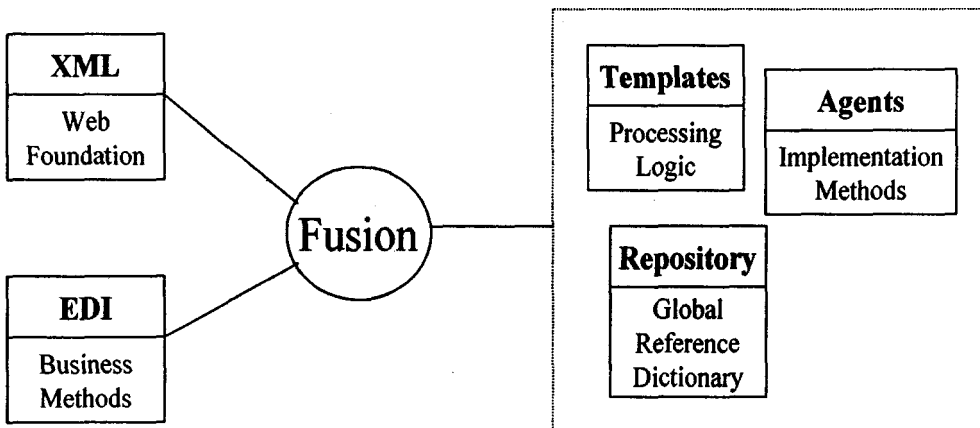 XML
Web
Foundation
EDI
Business
Methods
Fusion
Templates
Processing
Logic
Agents
Implementation
Methods
Repository
Global
Reference
Dictionary